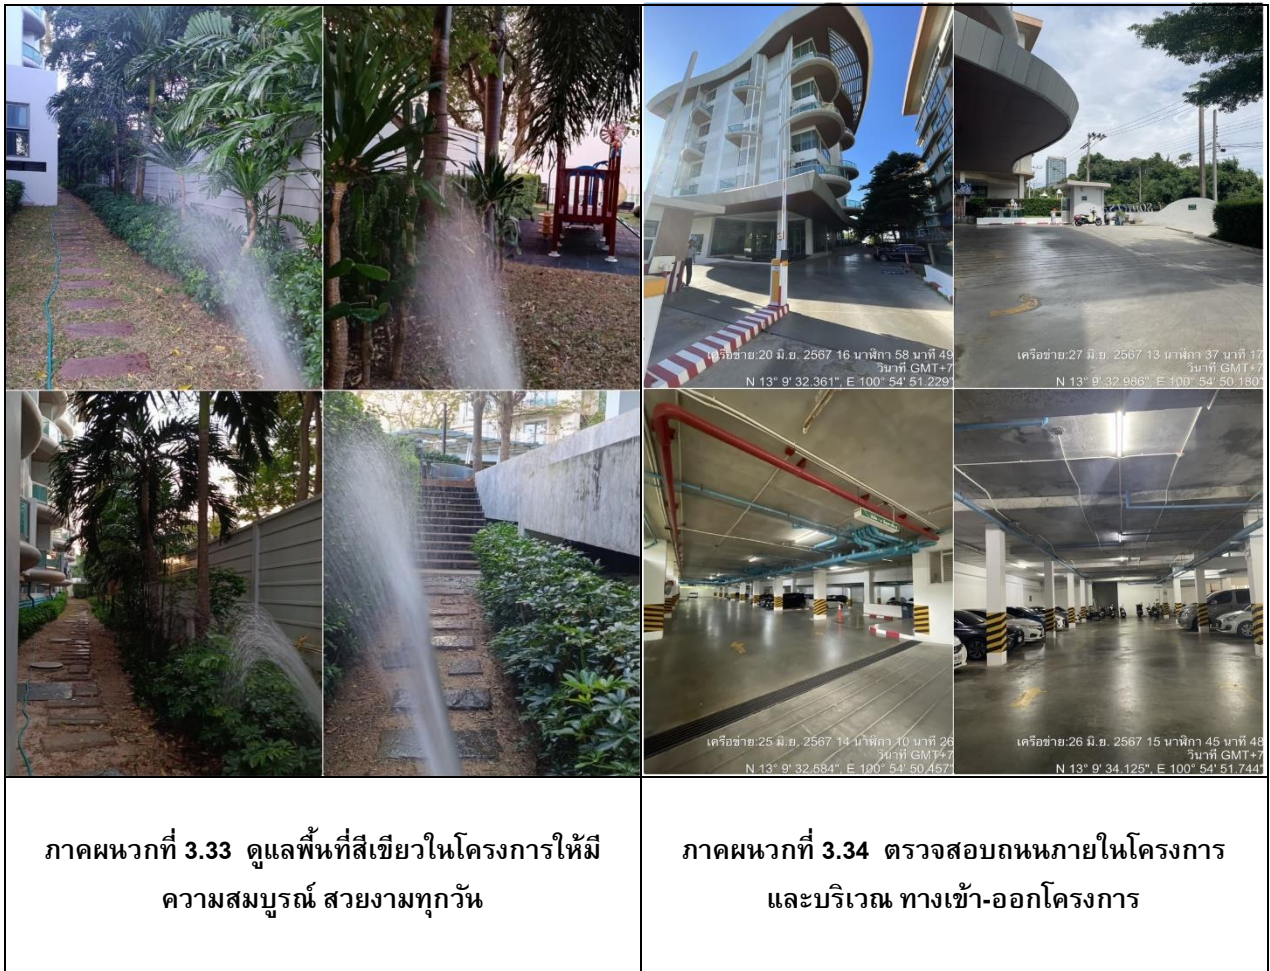 เครือข่าย:20 มิ.ย. 2567 16 นาฬิกา 58 นาที 49
วินาที GMT+7
N 13° 9' 32.361", E 100° 54' 51.229"
เครือข่าย:27 มิ.ย. 2567 13 นาฬิกา 37 นาที 17
วินาที GMT+7
N 13° 9' 32.986", E 100° 54' 50.180"
เครือข่าย:25 มิ.ย. 2567 14 นาฬิกา 10 นาที 26
วินาที GMT+7
N 13° 9' 32.584", E 100° 54' 50.457"
เครือข่าย:26 มิ.ย. 2567 15 นาฬิกา 45 นาที 48
วินาที GMT+7
N 13° 9' 34.125", E 100° 54' 51.744"
ภาคผนวกที่ 3.33 ดูแลพื้นที่สีเขียวในโครงการให้มี
ความสมบูรณ์ สวยงามทุกวัน
ภาคผนวกที่ 3.34 ตรวจสอบถนนภายในโครงการ
และบริเวณ ทางเข้า-ออกโครงการ